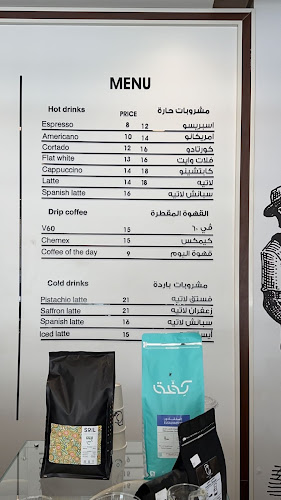 MENU
Hot drinks PRICE مشروبات حارة
Espresso 8 12 اسبريسو
Americano 10 14 امريكانو
Cortado 12 16 كورتادو
Flat white 13 16 فلات وايت
Cappuccino 14 18 كابتشينو
Latte 14 18 لاتيه
Spanish latte 16 سبانش لاتيه
Drip coffee القهوة المقطرة
V60 15 في ٦٠
Chemex 15 كيمكس
Coffee of the day 9 قهوة اليوم
Cold drinks مشروبات باردة
Pistachio latte 21 فستق لاتيه
Saffron latte 21 زعفران لاتيه
Spanish latte 16 سبانش لاتيه
Iced latte 15